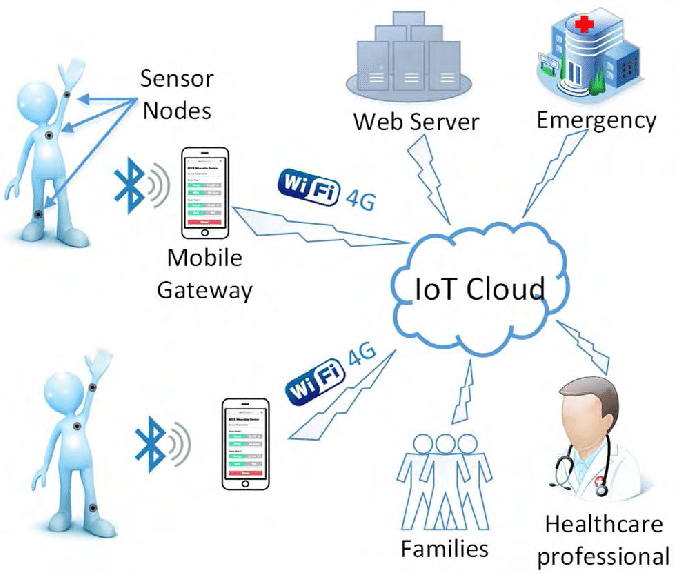 Sensor
Nodes
Web Server
Emergency
WiFi 4G
Mobile
Gateway
IoT Cloud
WiFi 4G
Families
Healthcare
professional